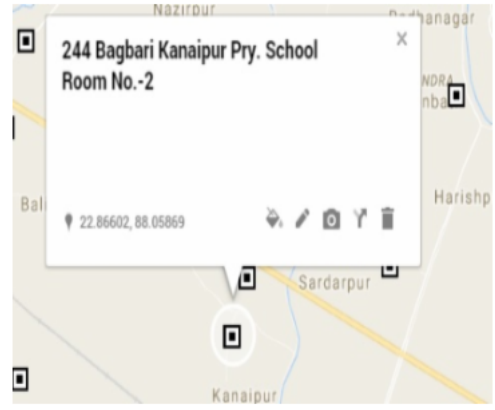 Nazirpur
244 Bagbari Kanaipur Pry. School
Room No.-2
×
22.86602, 88.05869
Harishp
Sardarpur
Kanaipur